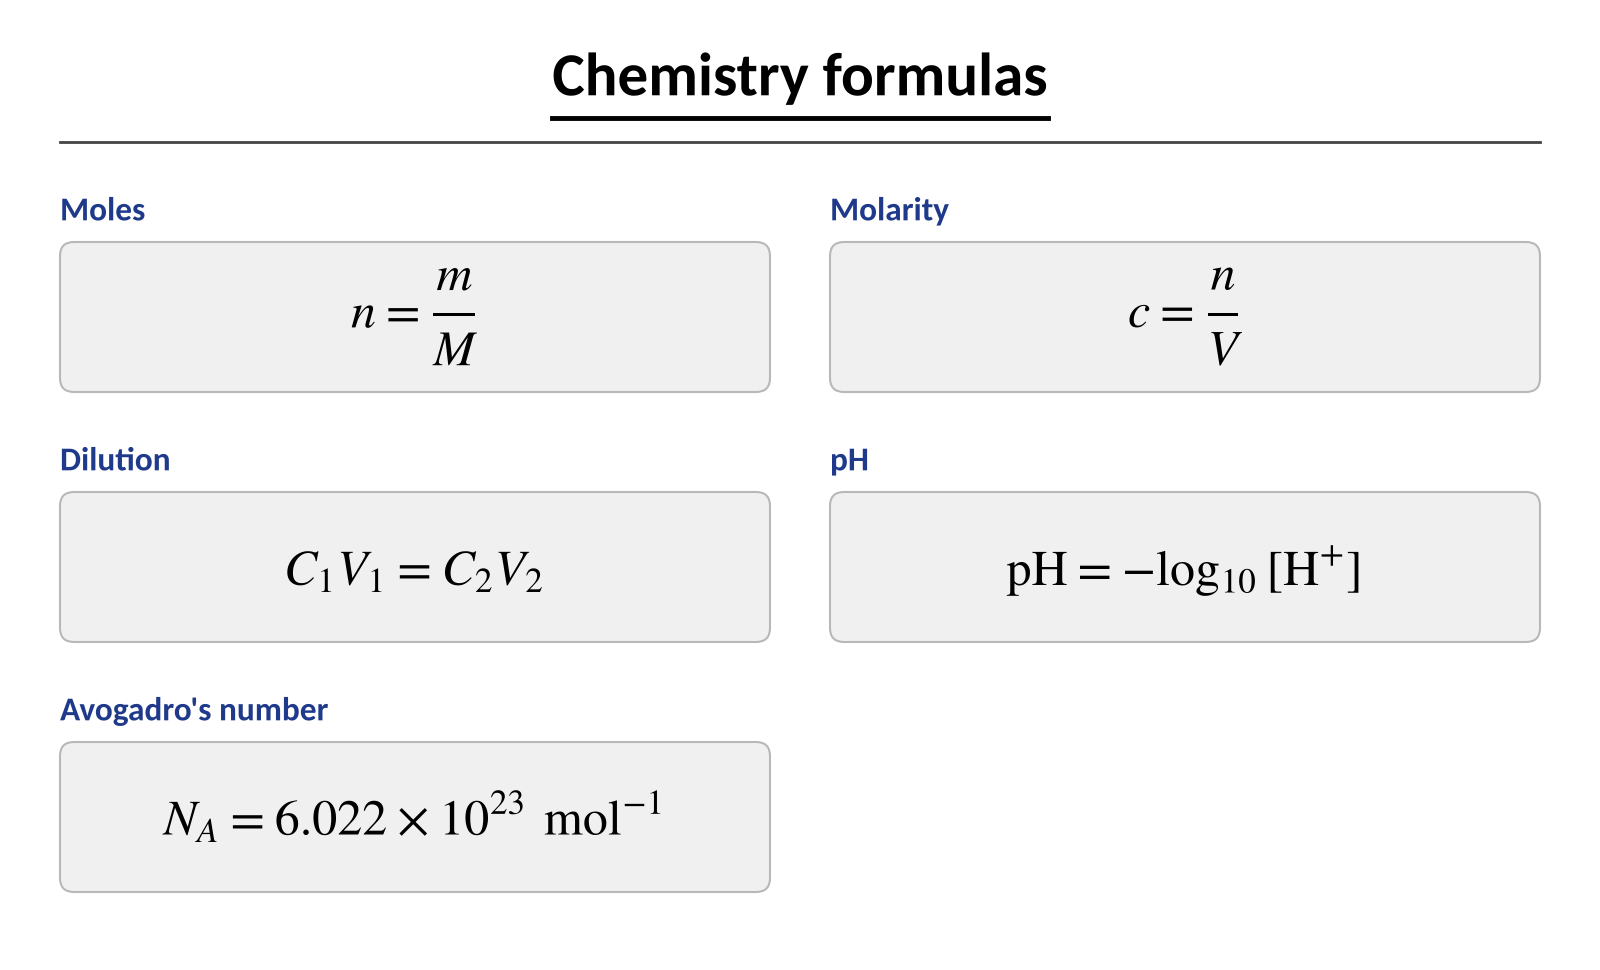 Chemistry formulas
Moles
n = m/M
Molarity
c = n/V
Dilution
C₁V₁ = C₂V₂
pH
pH = −log₁₀ [H⁺]
Avogadro's number
N_A = 6.022 × 10²³ mol⁻¹